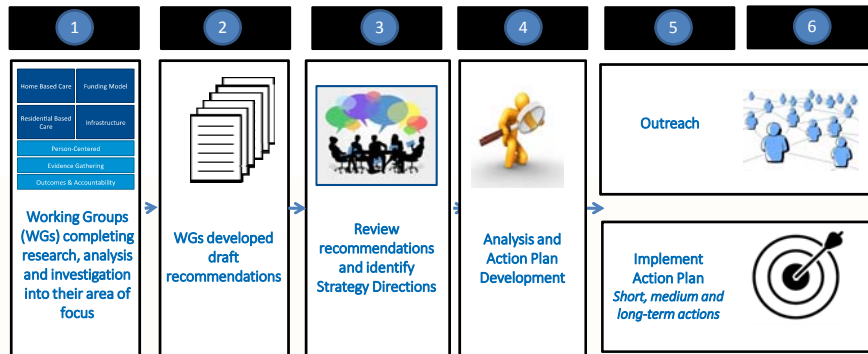 1
2
3
4
5
6
Home Based Care
Funding Model
Residential Based
Care
Infrastructure
Person-Centered
Evidence Gathering
Outcomes & Accountability
Working Groups
(WGs) completing
research, analysis
and investigation
into their area of
focus
WGs developed
draft
recommendations
Review
recommendations
and identify
Strategy Directions
Analysis and
Action Plan
Development
Outreach
Implement
Action Plan
Short, medium and
long-term actions